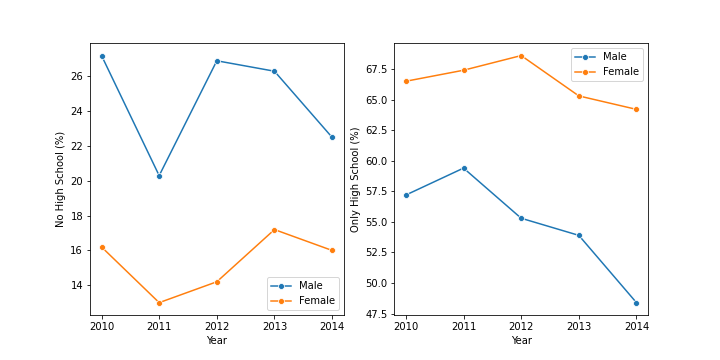 No High School (%)
26
24
22
20
18
16
14
2010 2011 2012 2013 2014
Year
Male
Female
Only High School (%)
67.5
65.0
62.5
60.0
57.5
55.0
52.5
50.0
47.5
2010 2011 2012 2013 2014
Year
Male
Female